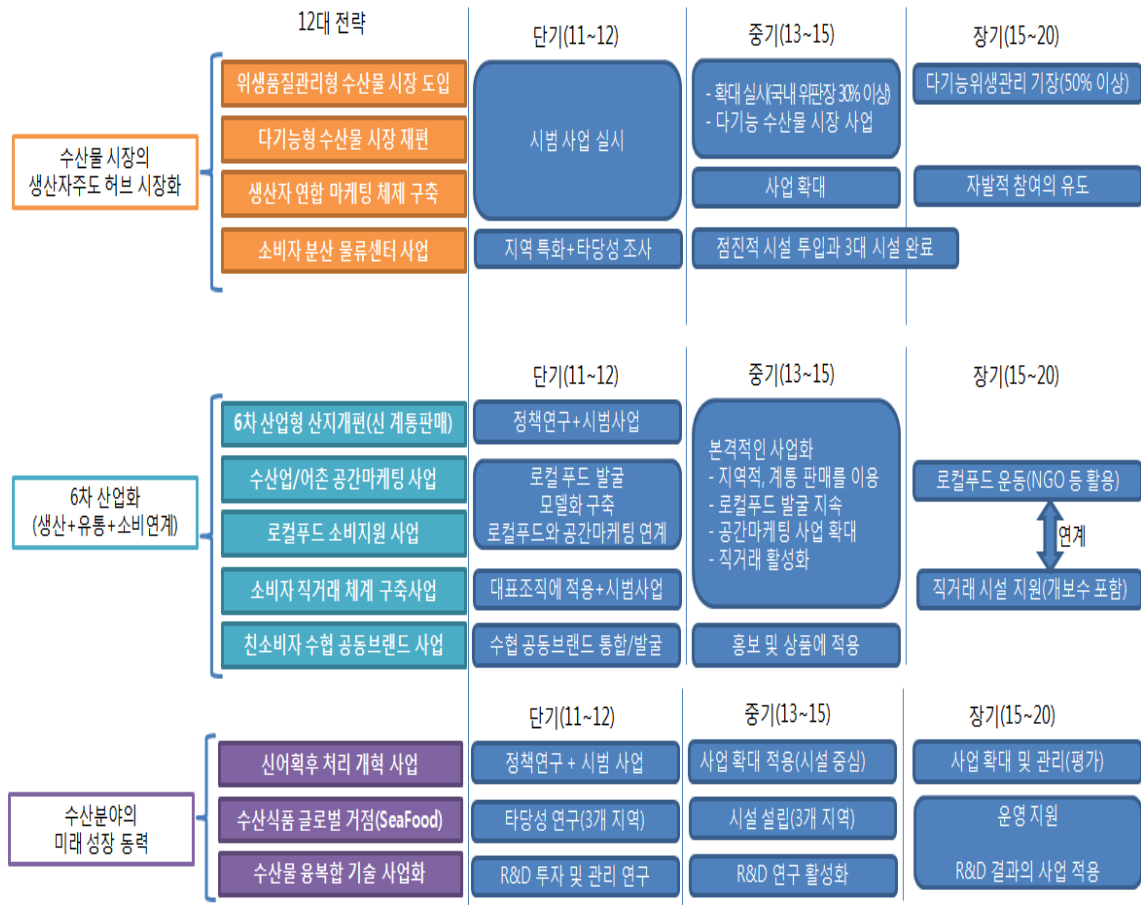 12대 전략
단기(11~12)
중기(13~15)
장기(15~20)
수산물 시장의
생산자주도 허브 시장화
위생품질관리형 수산물 시장 도입
다기능형 수산물 시장 재편
생산자 연합 마케팅 체제 구축
소비자 분산 물류센터 사업
시범 사업 실시
지역 특화+타당성 조사
- 확대 실시(국내 위판장 30% 이상)
- 다기능 수산물 시장 사업
사업 확대
점진적 시설 투입과 3대 시설 완료
다기능위생관리 기장(50% 이상)
자발적 참여의 유도
단기(11~12)
중기(13~15)
장기(15~20)
6차 산업화
(생산+유통+소비연계)
6차 산업형 산지개편(신 계통판매)
수산업/어촌 공간마케팅 사업
로컬푸드 소비지원 사업
소비자 직거래 체계 구축사업
친소비자 수협 공동브랜드 사업
정책연구+시범사업
로컬 푸드 발굴
모델화 구축
로컬푸드와 공간마케팅 연계
대표조직에 적용+시범사업
수협 공동브랜드 통합/발굴
본격적인 사업화
- 지역적, 계통 판매를 이용
- 로컬푸드 발굴 지속
- 공간마케팅 사업 확대
- 직거래 활성화
홍보 및 상품에 적용
로컬푸드 운동(NGO 등 활용)
연계
직거래 시설 지원(개보수 포함)
단기(11~12)
중기(13~15)
장기(15~20)
수산분야의
미래 성장 동력
신어획후 처리 개혁 사업
수산식품 글로벌 거점(SeaFood)
수산물 융복합 기술 사업화
정책연구 + 시범 사업
타당성 연구(3개 지역)
R&D 투자 및 관리 연구
사업 확대 적용(시설 중심)
시설 설립(3개 지역)
R&D 연구 활성화
사업 확대 및 관리(평가)
운영 지원
R&D 결과의 사업 적용